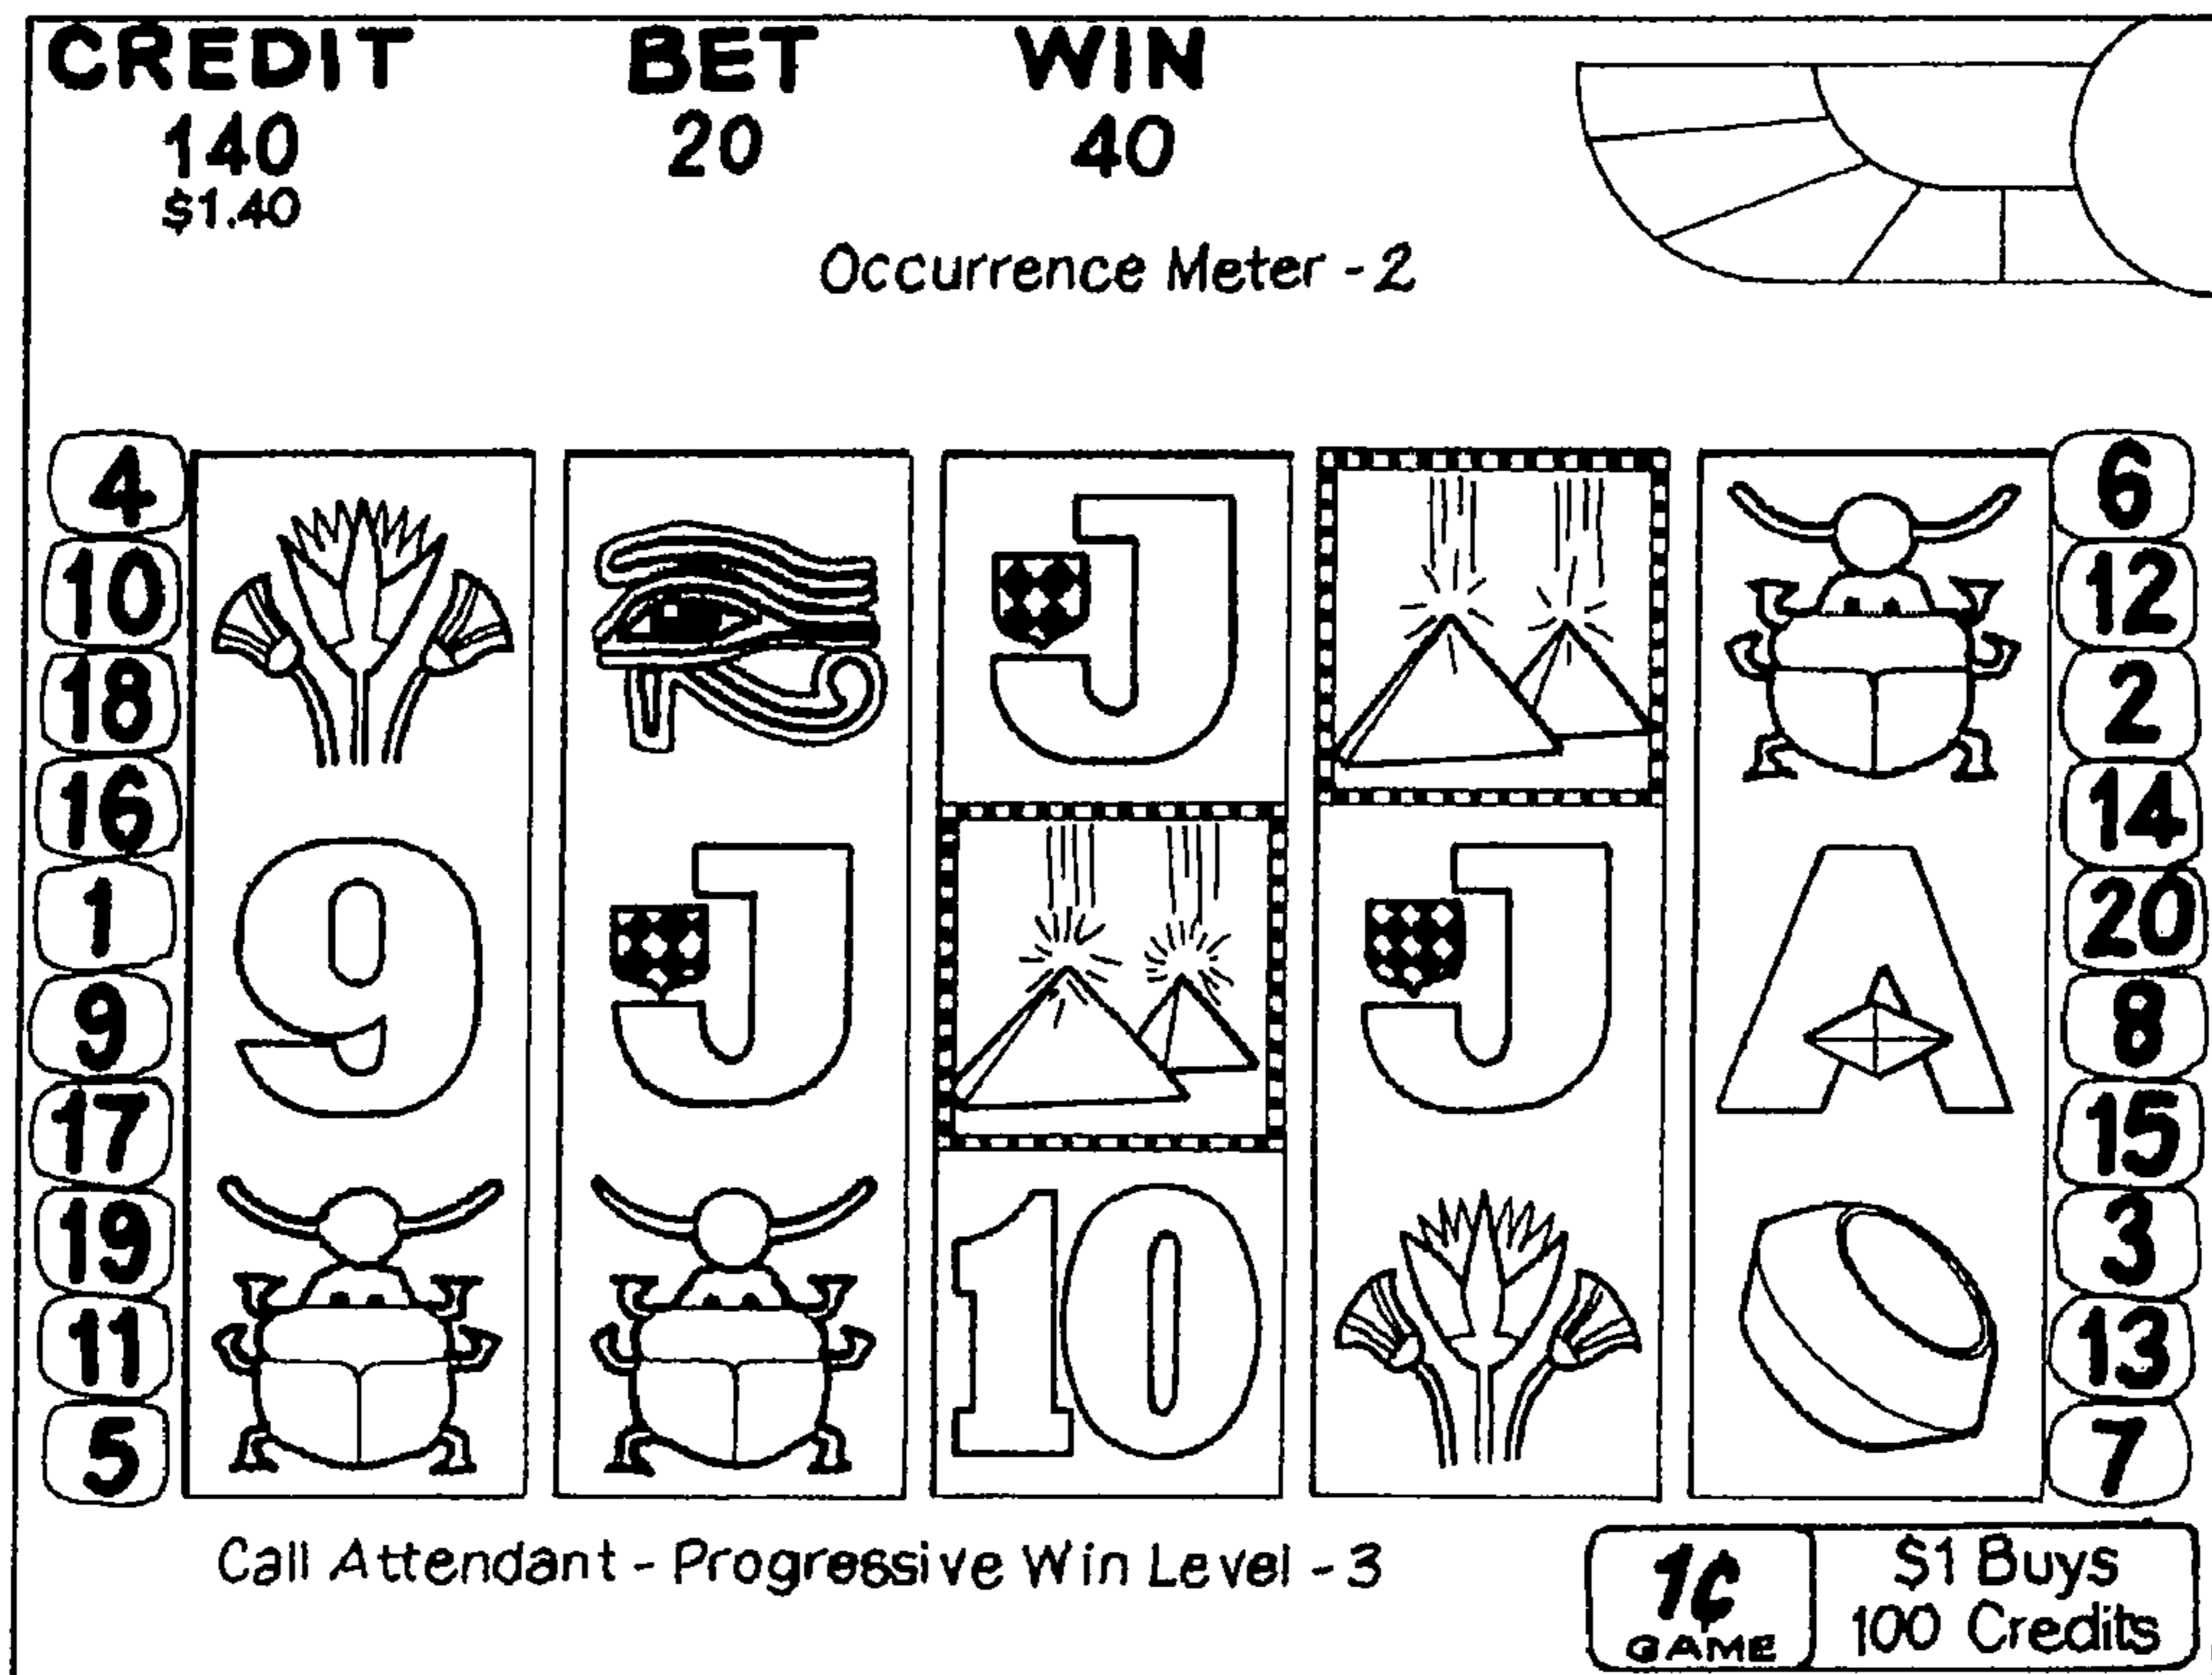 CREDIT BET WIN
140 20 40
$1.40
Occurrence Meter - 2
4 6
10 12
18 2
16 14
1 20
9 8
17 15
19 3
11 13
5 7
J
9 J J A
10
Call Attendant - Progressive Win Level - 3
1¢ GAME
$1 Buys
100 Credits